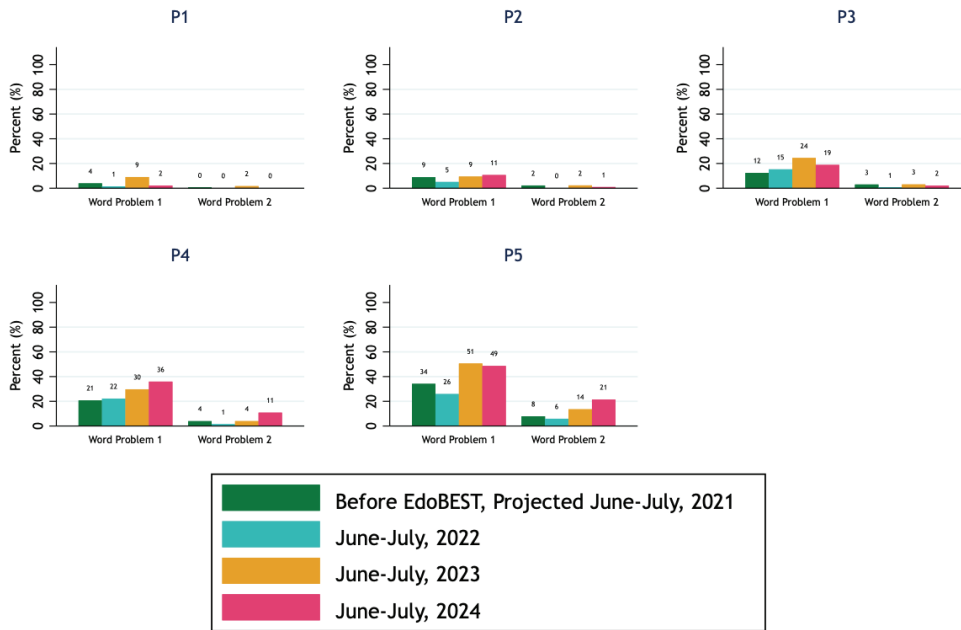 P1
P2
P3
Percent (%)
100
80
60
40
20
0
4
1
9
2
0
0
2
0
Word Problem 1
Word Problem 2
Percent (%)
100
80
60
40
20
0
9
5
9
11
2
0
2
1
Word Problem 1
Word Problem 2
Percent (%)
100
80
60
40
20
0
12
15
24
19
3
1
3
2
Word Problem 1
Word Problem 2
P4
P5
Percent (%)
100
80
60
40
20
0
21
22
30
36
4
1
4
11
Word Problem 1
Word Problem 2
Percent (%)
100
80
60
40
20
0
34
26
51
49
8
6
14
21
Word Problem 1
Word Problem 2
Before EdoBEST, Projected June-July, 2021
June-July, 2022
June-July, 2023
June-July, 2024